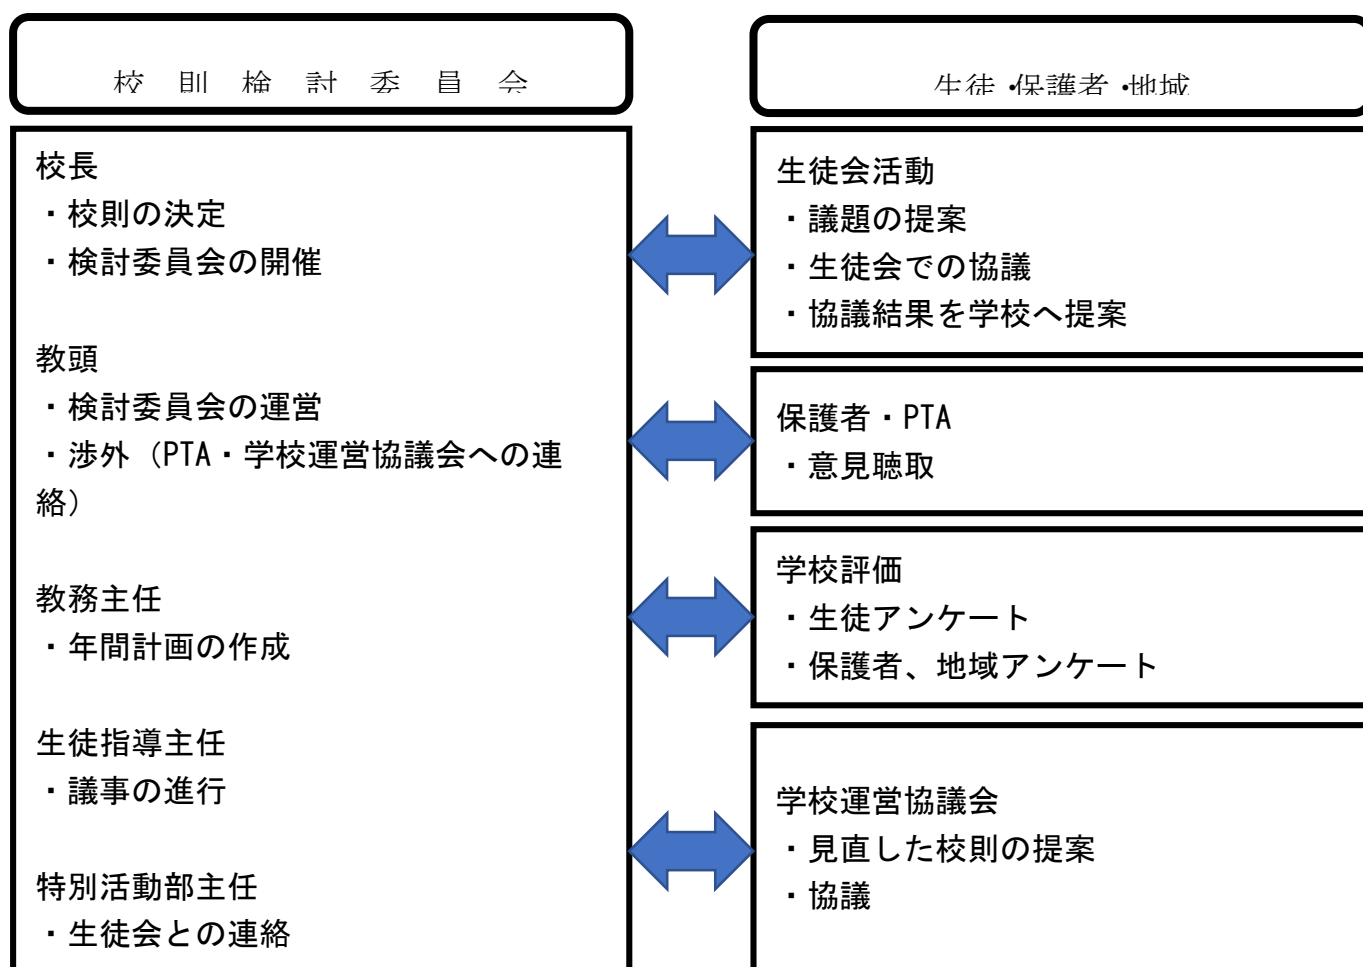 校則検討委員会
校長
・校則の決定
・検討委員会の開催
教頭
・検討委員会の運営
・渉外（PTA・学校運営協議会への連
絡）
教務主任
・年間計画の作成
生徒指導主任
・議事の進行
特別活動部主任
・生徒会との連絡
生徒・保護者・地域
生徒会活動
・議題の提案
・生徒会での協議
・協議結果を学校へ提案
保護者・PTA
・意見聴取
学校評価
・生徒アンケート
・保護者、地域アンケート
学校運営協議会
・見直した校則の提案
・協議